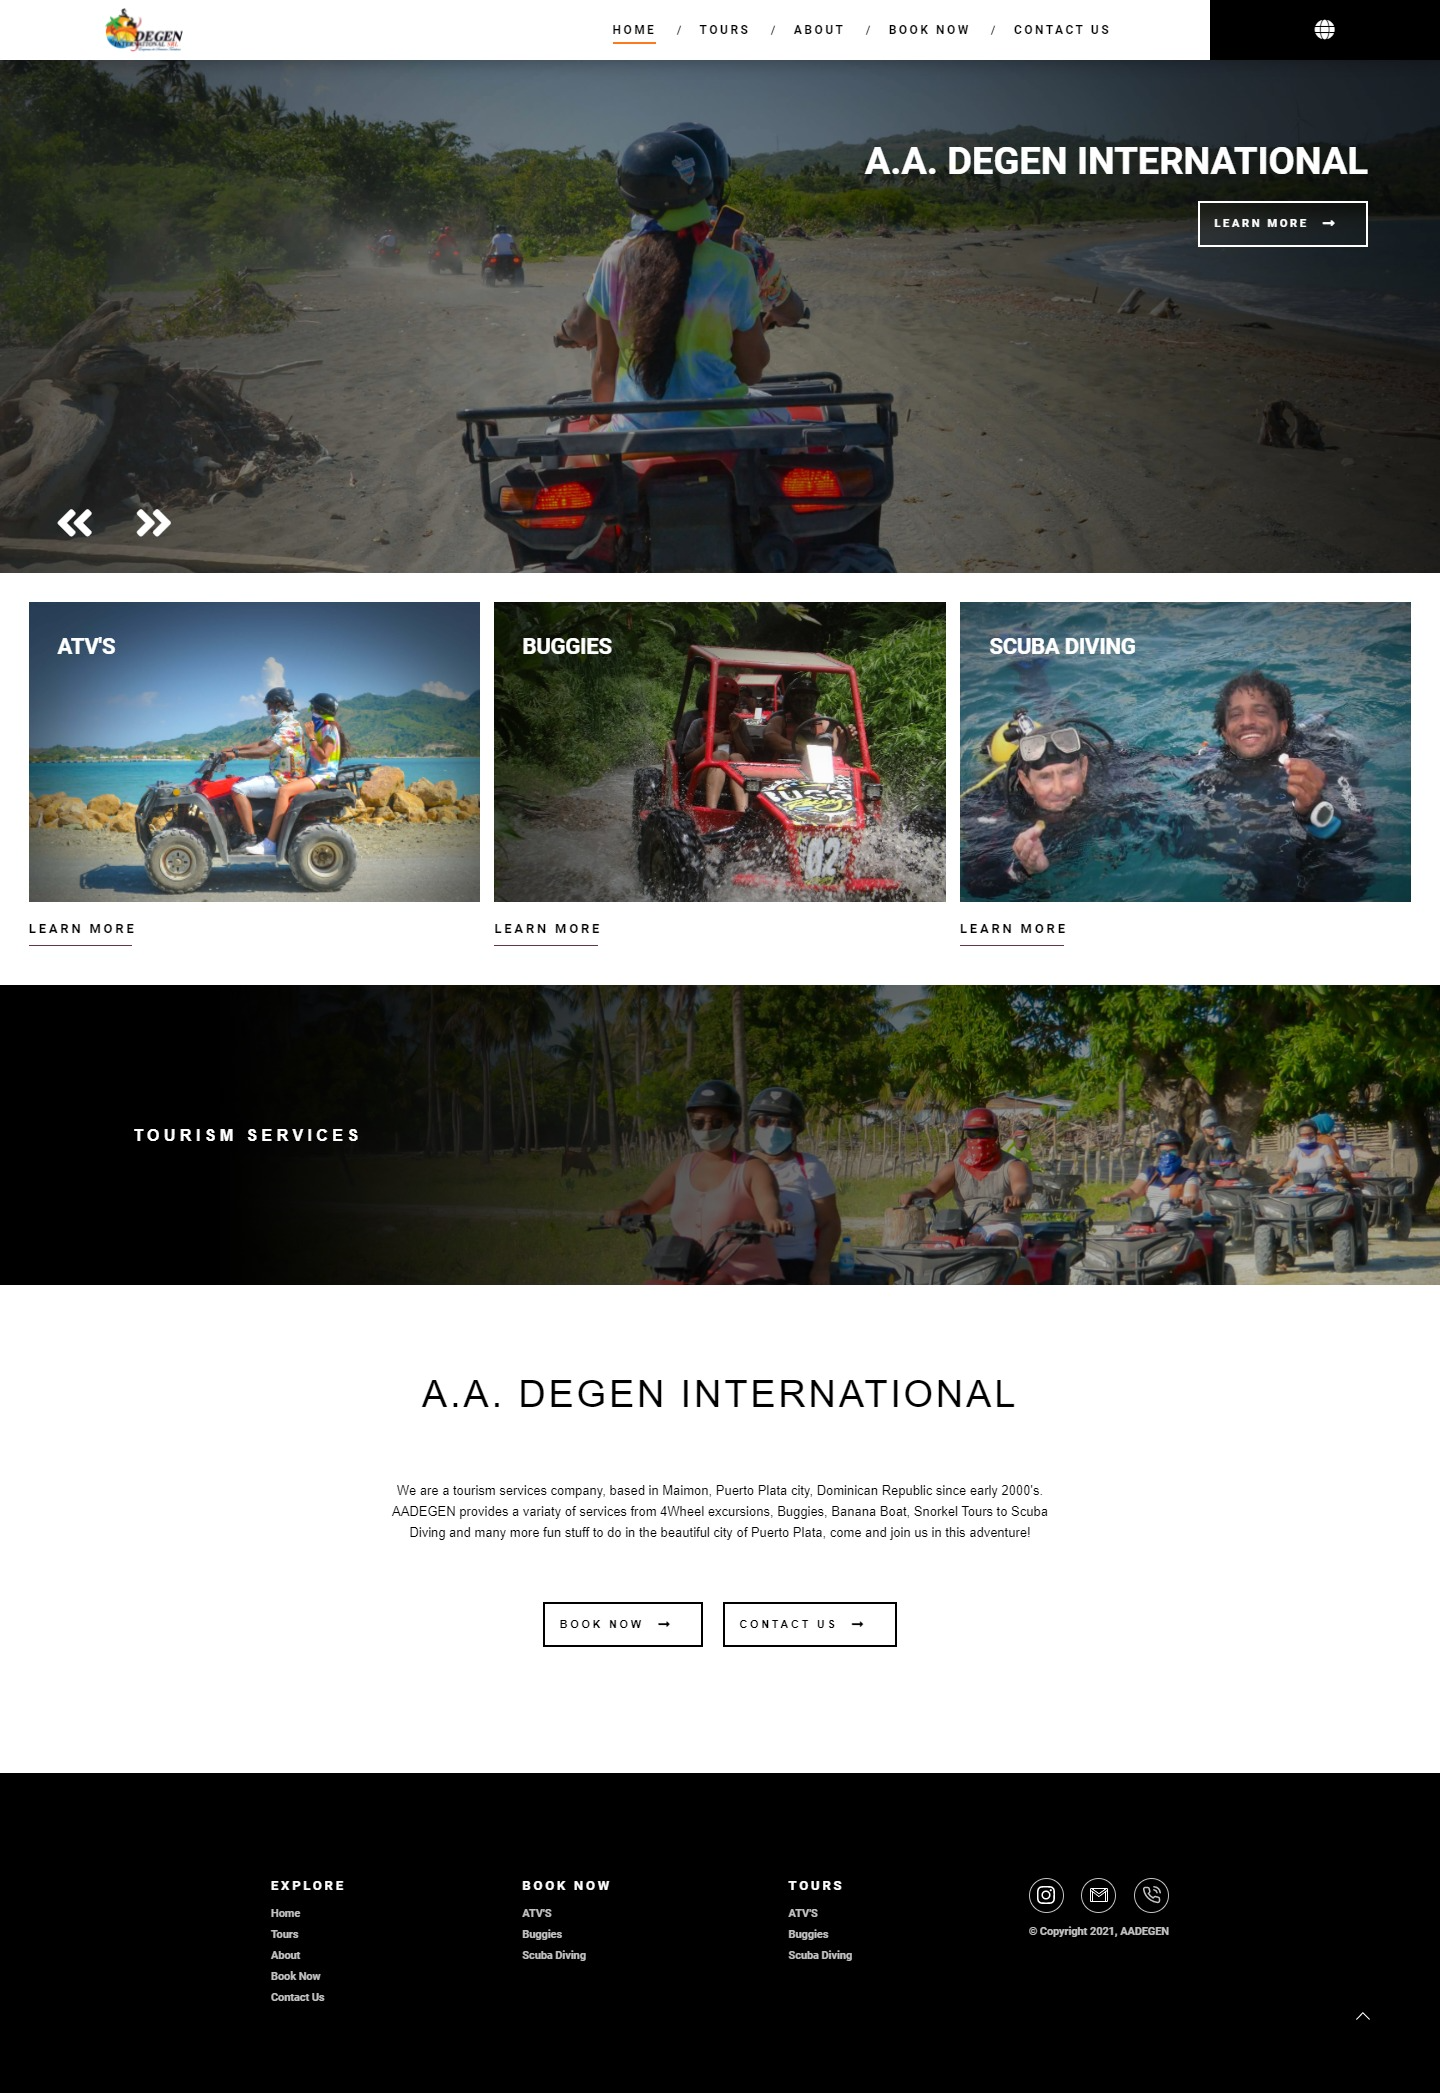 DEGEN
INTERNATIONAL SRL
HOME / TOURS / ABOUT / BOOK NOW / CONTACT US
A.A. DEGEN INTERNATIONAL
LEARN MORE
ATV'S
BUGGIES
SCUBA DIVING
02
LEARN MORE
LEARN MORE
LEARN MORE
TOURISM SERVICES
A.A. DEGEN INTERNATIONAL
We are a tourism services company, based in Maimon, Puerto Plata city, Dominican Republic since early 2000's.
AADEGEN provides a variaty of services from 4Wheel excursions, Buggies, Banana Boat, Snorkel Tours to Scuba
Diving and many more fun stuff to do in the beautiful city of Puerto Plata, come and join us in this adventure!
BOOK NOW
CONTACT US
EXPLORE
Home
Tours
About
Book Now
Contact Us
BOOK NOW
ATV'S
Buggies
Scuba Diving
TOURS
ATV'S
Buggies
Scuba Diving
© Copyright 2021, AADEGEN